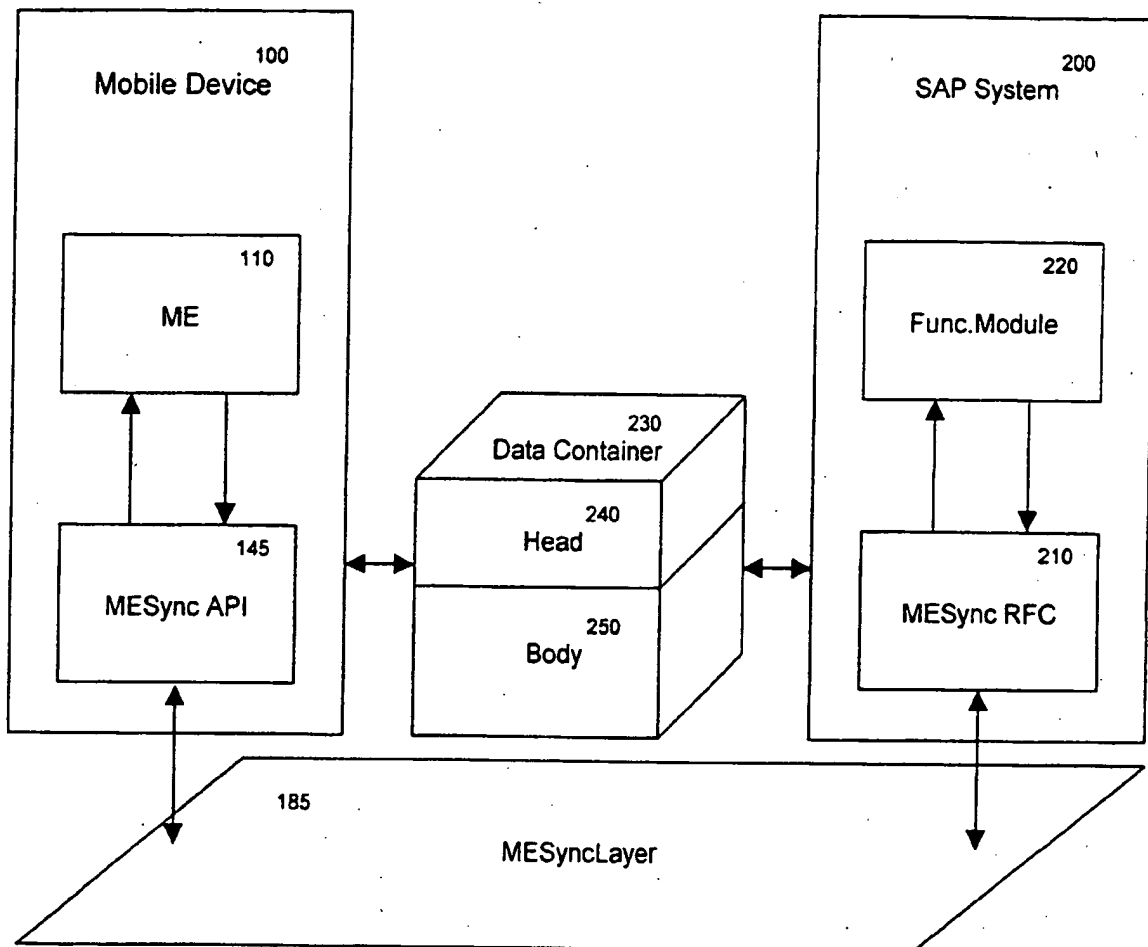 100
Mobile Device
110
ME
145
MESync API
230
Data Container
240
Head
250
Body
200
SAP System
220
Func.Module
210
MESync RFC
185
MESyncLayer